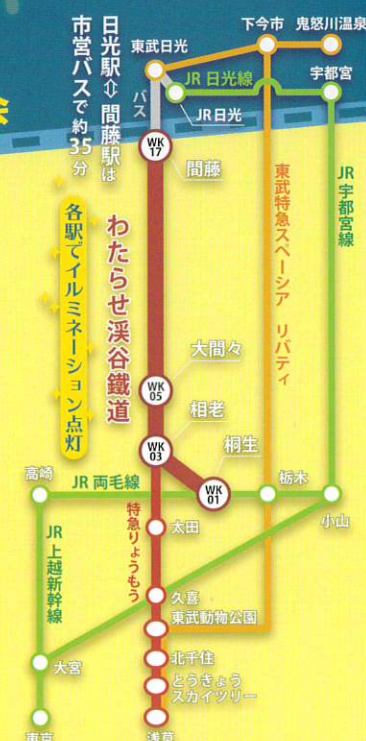 下今市
鬼怒川温泉
東武日光
JR 日光線
宇都宮
JR日光
バス
日光駅⇔間藤駅は
市営バスで約35分
WK
17
間藤
東武特急スペーシア リバティ
JR 宇都宮線
わたらせ渓谷鐵道
各駅でイルミネーション点灯
大間々
WK
05
相老
WK
03
桐生
WK
01
高崎
JR 両毛線
栃木
小山
特急りょうもう
太田
JR 上越新幹線
久喜
東武動物公園
大宮
北千住
とうきょう
スカイツリー
東京
浅草